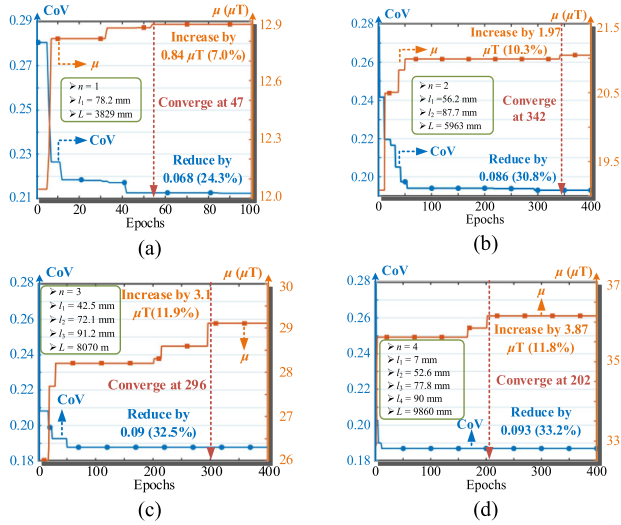 CoV
μ (μT)
0.29
0.27
0.25
0.23
0.21
12.9
12.6
12.3
12.0
Increase by
0.84 μT (7.0%)
μ
➤ n = 1
➤ l1 = 78.2 mm
➤ L = 3829 mm
Converge at 47
CoV
Reduce by
0.068 (24.3%)
0 20 40 60 80 100
Epochs
(a)
CoV
μ (μT)
0.28
0.26
0.24
0.22
0.20
0.19
21.5
20.5
19.5
Increase by 1.97
μT (10.3%)
μ
➤ n = 2
➤ l1 =56.2 mm
➤ l2 =87.7 mm
➤ L = 5963 mm
Converge
at 342
CoV
Reduce by
0.086 (30.8%)
0 100 200 300 400
Epochs
(b)
CoV
μ (μT)
0.28
0.26
0.24
0.22
0.20
0.18
30
29
28
27
26
➤ n = 3
➤ l1 = 42.5 mm
➤ l2 = 72.1 mm
➤ l3 = 91.2 mm
➤ L = 8070 m
Increase by 3.1
μT(11.9%)
μ
Converge at 296
CoV
Reduce by
0.09 (32.5%)
0 100 200 300 400
Epochs
(c)
CoV
μ (μT)
0.28
0.26
0.24
0.22
0.20
0.18
37
35
33
μ
Increase by 3.87
μT (11.8%)
➤ n = 4
➤ l1 = 7 mm
➤ l2 = 52.6 mm
➤ l3 = 77.8 mm
➤ l4 = 90 mm
➤ L = 9860 mm
Converge at 202
CoV
Reduce by
0.093 (33.2%)
0 100 200 300 400
Epochs
(d)